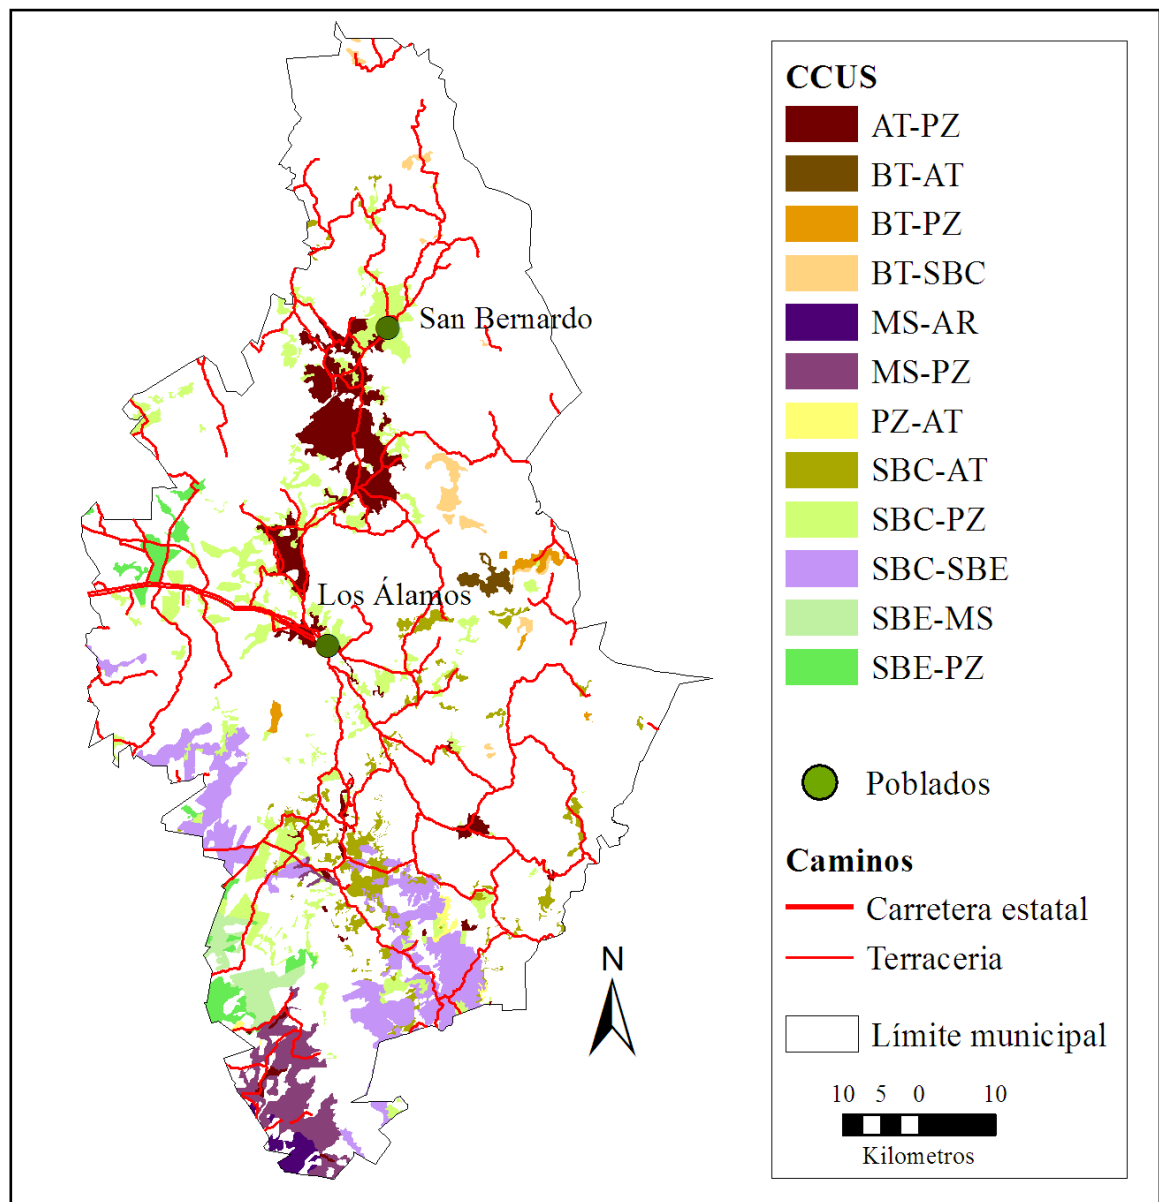 San Bernardo
Los Álamos
N
CCUS
AT-PZ
BT-AT
BT-PZ
BT-SBC
MS-AR
MS-PZ
PZ-AT
SBC-AT
SBC-PZ
SBC-SBE
SBE-MS
SBE-PZ
Poblados
Caminos
Carretera estatal
Terraceria
Límite municipal
10 5 0 10
Kilometros